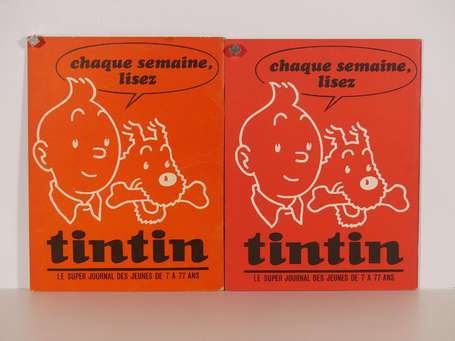 chaque semaine,
lisez
tintin
LE SUPER JOURNAL DES JEUNES DE 7 A 77 ANS
chaque semaine,
lisez
tintin
LE SUPER JOURNAL DES JEUNES DE 7 A 77 ANS